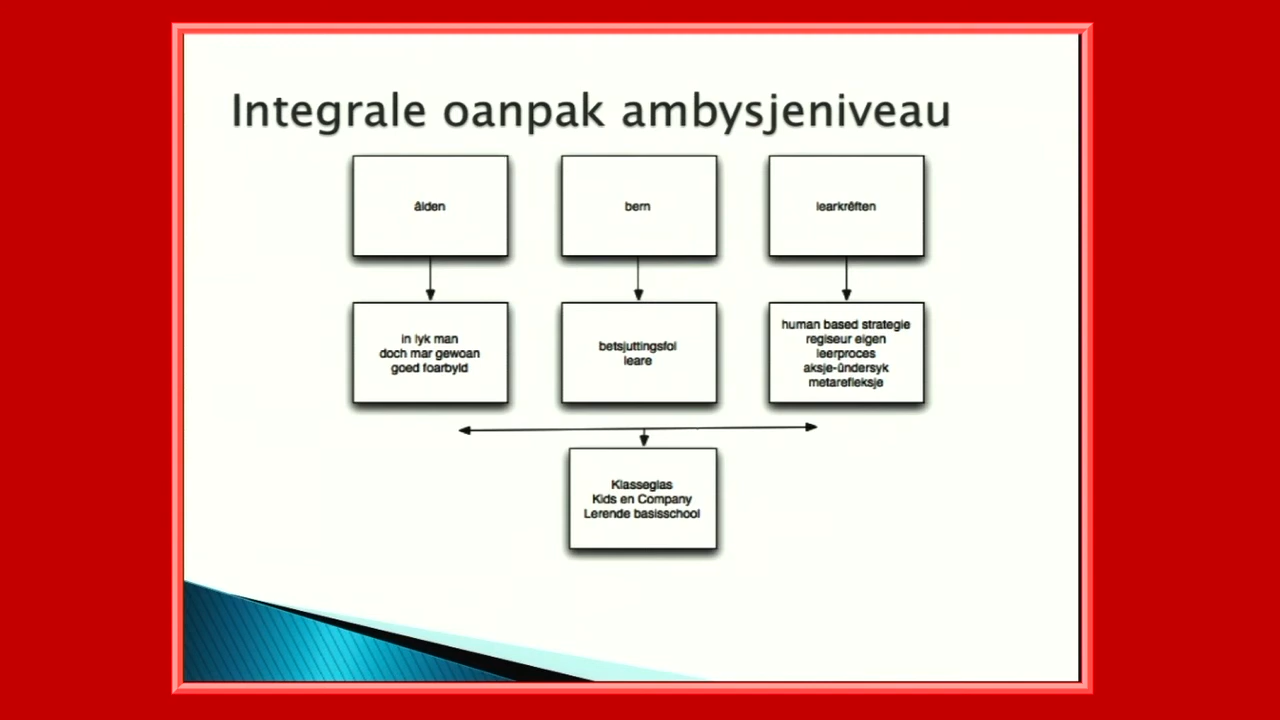 Integrale oanpak ambysjeniveau
âlden
bern
learkrêften
in lyk man
doch mar gewoan
goed foarbyld
betsjuttingsfol
leare
human based strategie
regiseur eigen
leerproces
aksje-ûndersyk
metarefleksje
Klasseglas
Kids en Company
Lerende basisschool